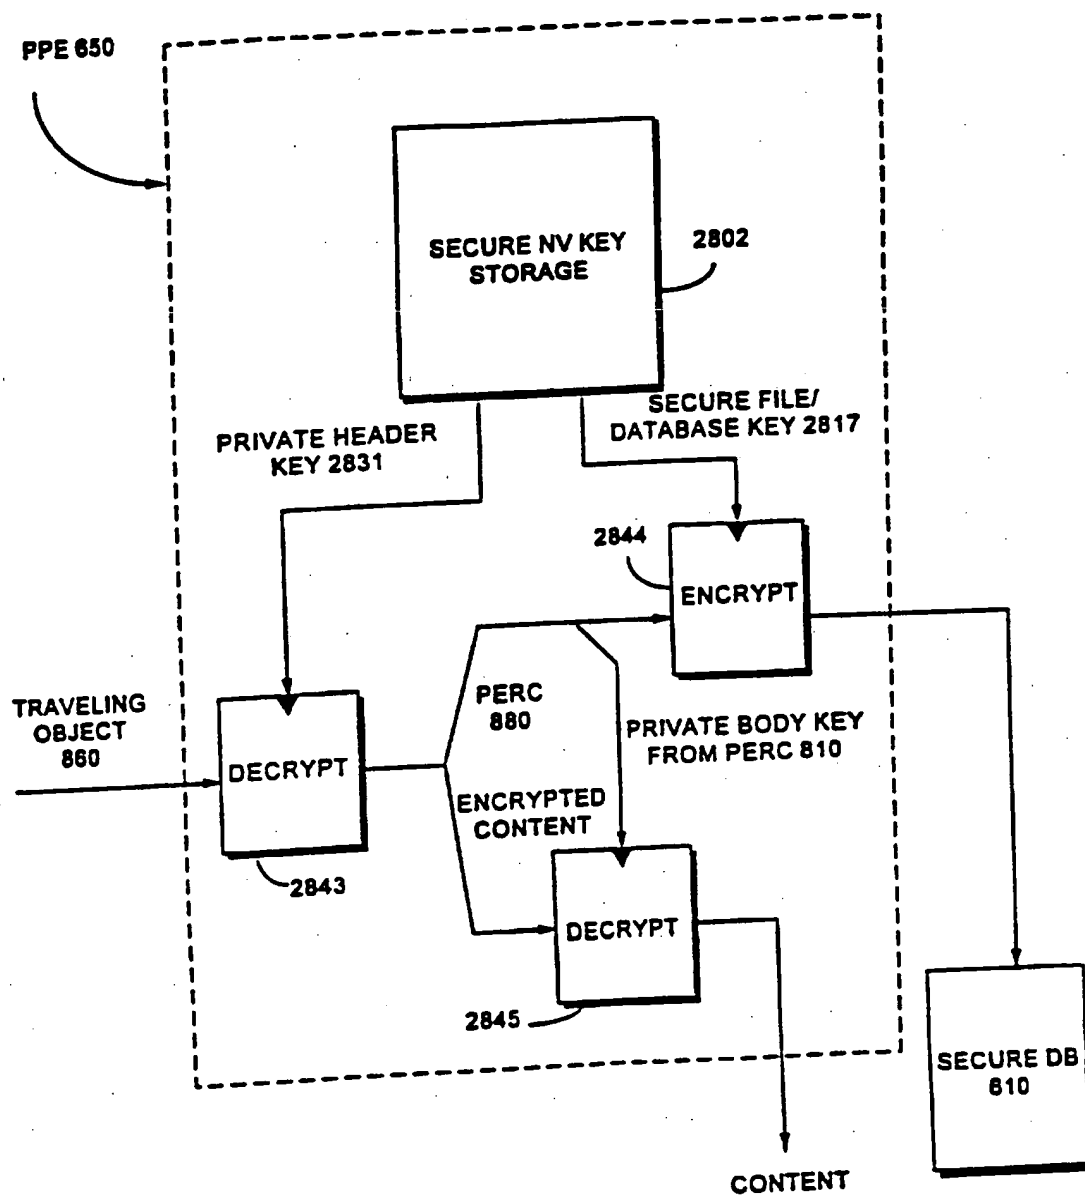 PPE 650
SECURE NV KEY
STORAGE
2802
PRIVATE HEADER
KEY 2831
SECURE FILE/
DATABASE KEY 2817
2844
ENCRYPT
TRAVELING
OBJECT
860
DECRYPT
PERC
880
PRIVATE BODY KEY
FROM PERC 810
ENCRYPTED
CONTENT
2843
DECRYPT
2845
SECURE DB
610
CONTENT